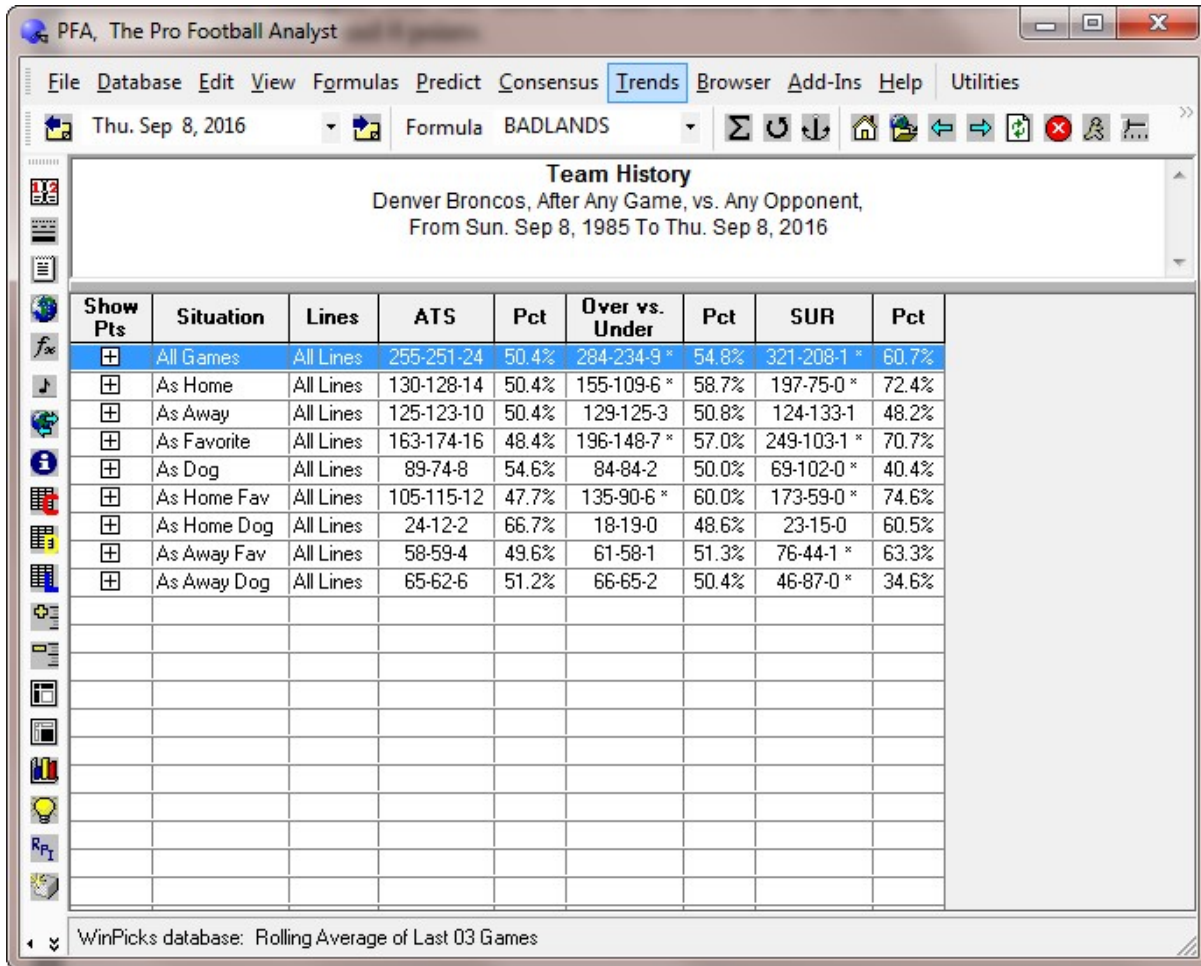 PFA, The Pro Football Analyst
File Database Edit View Formulas Predict Consensus Trends Browser Add-Ins Help Utilities
Thu. Sep 8, 2016 Formula BADLANDS
Team History
Denver Broncos, After Any Game, vs. Any Opponent,
From Sun. Sep 8, 1985 To Thu. Sep 8, 2016
Show Pts Situation Lines ATS Pct Over vs. Under Pct SUR Pct
All Games All Lines 255-251-24 50.4% 284-234-9 * 54.8% 321-208-1 * 60.7%
As Home All Lines 130-128-14 50.4% 155-109-6 * 58.7% 197-75-0 * 72.4%
As Away All Lines 125-123-10 50.4% 129-125-3 50.8% 124-133-1 48.2%
As Favorite All Lines 163-174-16 48.4% 196-148-7 * 57.0% 249-103-1 * 70.7%
As Dog All Lines 89-74-8 54.6% 84-84-2 50.0% 69-102-0 * 40.4%
As Home Fav All Lines 105-115-12 47.7% 135-90-6 * 60.0% 173-59-0 * 74.6%
As Home Dog All Lines 24-12-2 66.7% 18-19-0 48.6% 23-15-0 60.5%
As Away Fav All Lines 58-59-4 49.6% 61-58-1 51.3% 76-44-1 * 63.3%
As Away Dog All Lines 65-62-6 51.2% 66-65-2 50.4% 46-87-0 * 34.6%
RPI
WinPicks database: Rolling Average of Last 03 Games